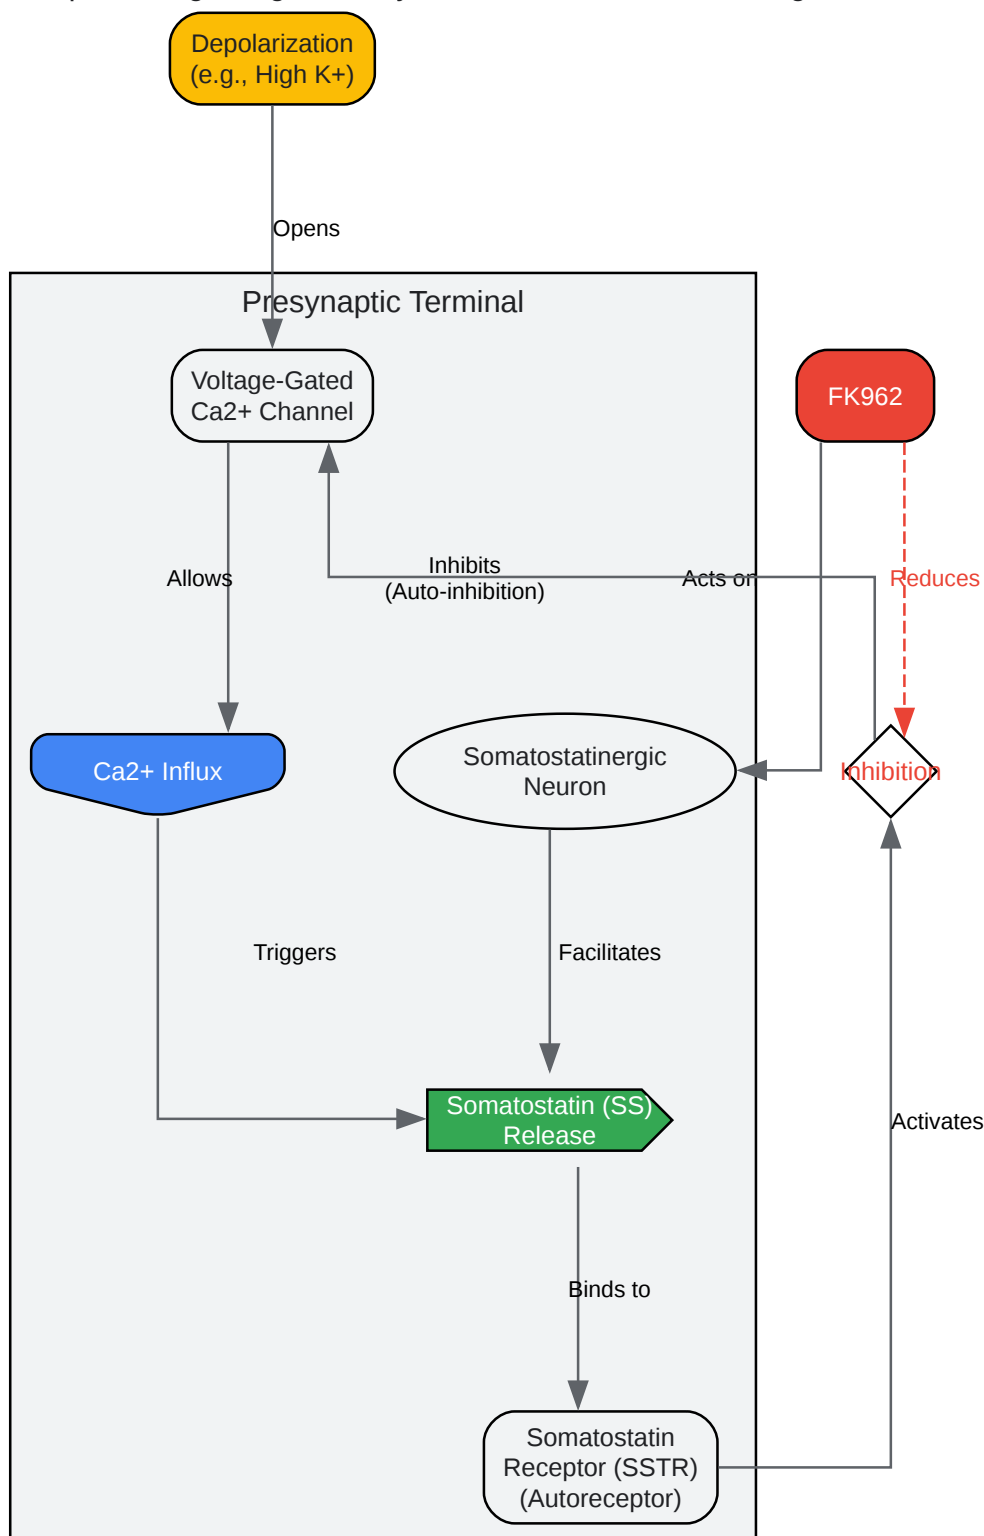 Depolarization
(e.g., High K+)
Opens
Presynaptic Terminal
Voltage-Gated
Ca2+ Channel
FK962
Inhibits
(Auto-inhibition)
Allows
Acts on
Reduces
Somatostatinergic
Neuron
Ca2+ Influx
Inhibition
Triggers
Facilitates
Somatostatin (SS)
Release
Activates
Binds to
Somatostatin
Receptor (SSTR)
(Autoreceptor)